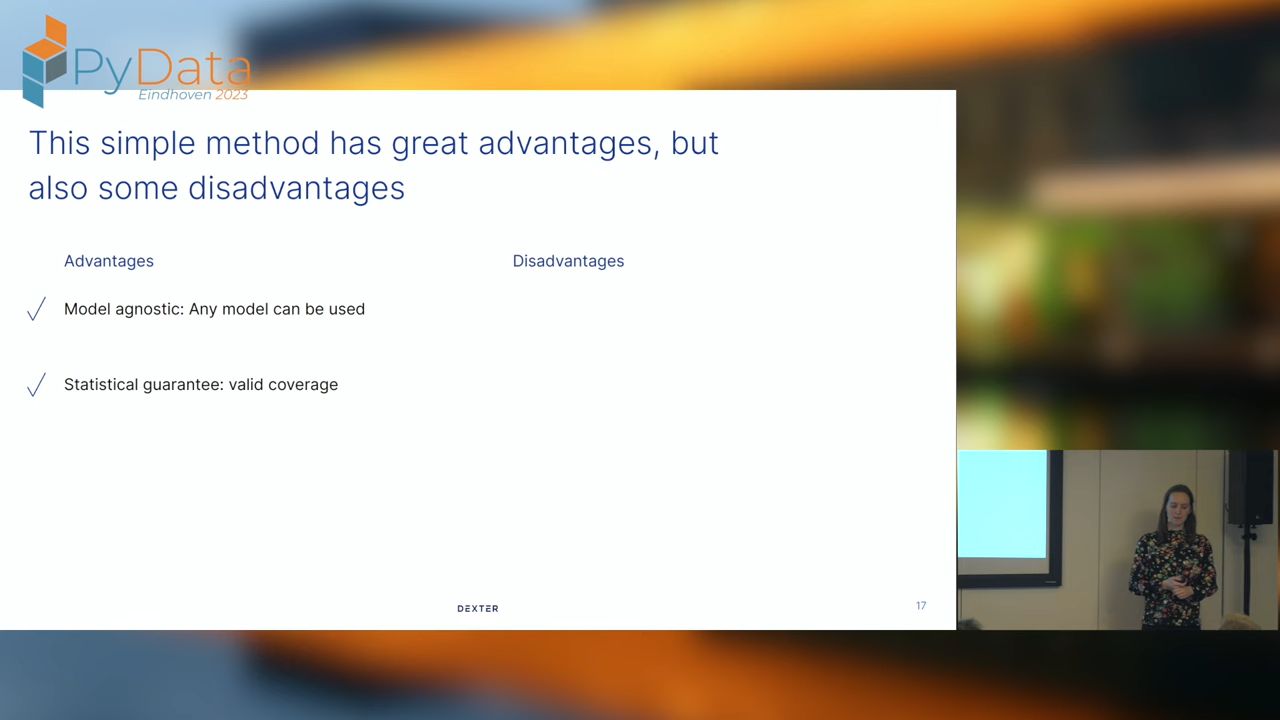 PyData
Eindhoven 2023
This simple method has great advantages, but
also some disadvantages
Advantages
Disadvantages
Model agnostic: Any model can be used
Statistical guarantee: valid coverage
DEXTER
17